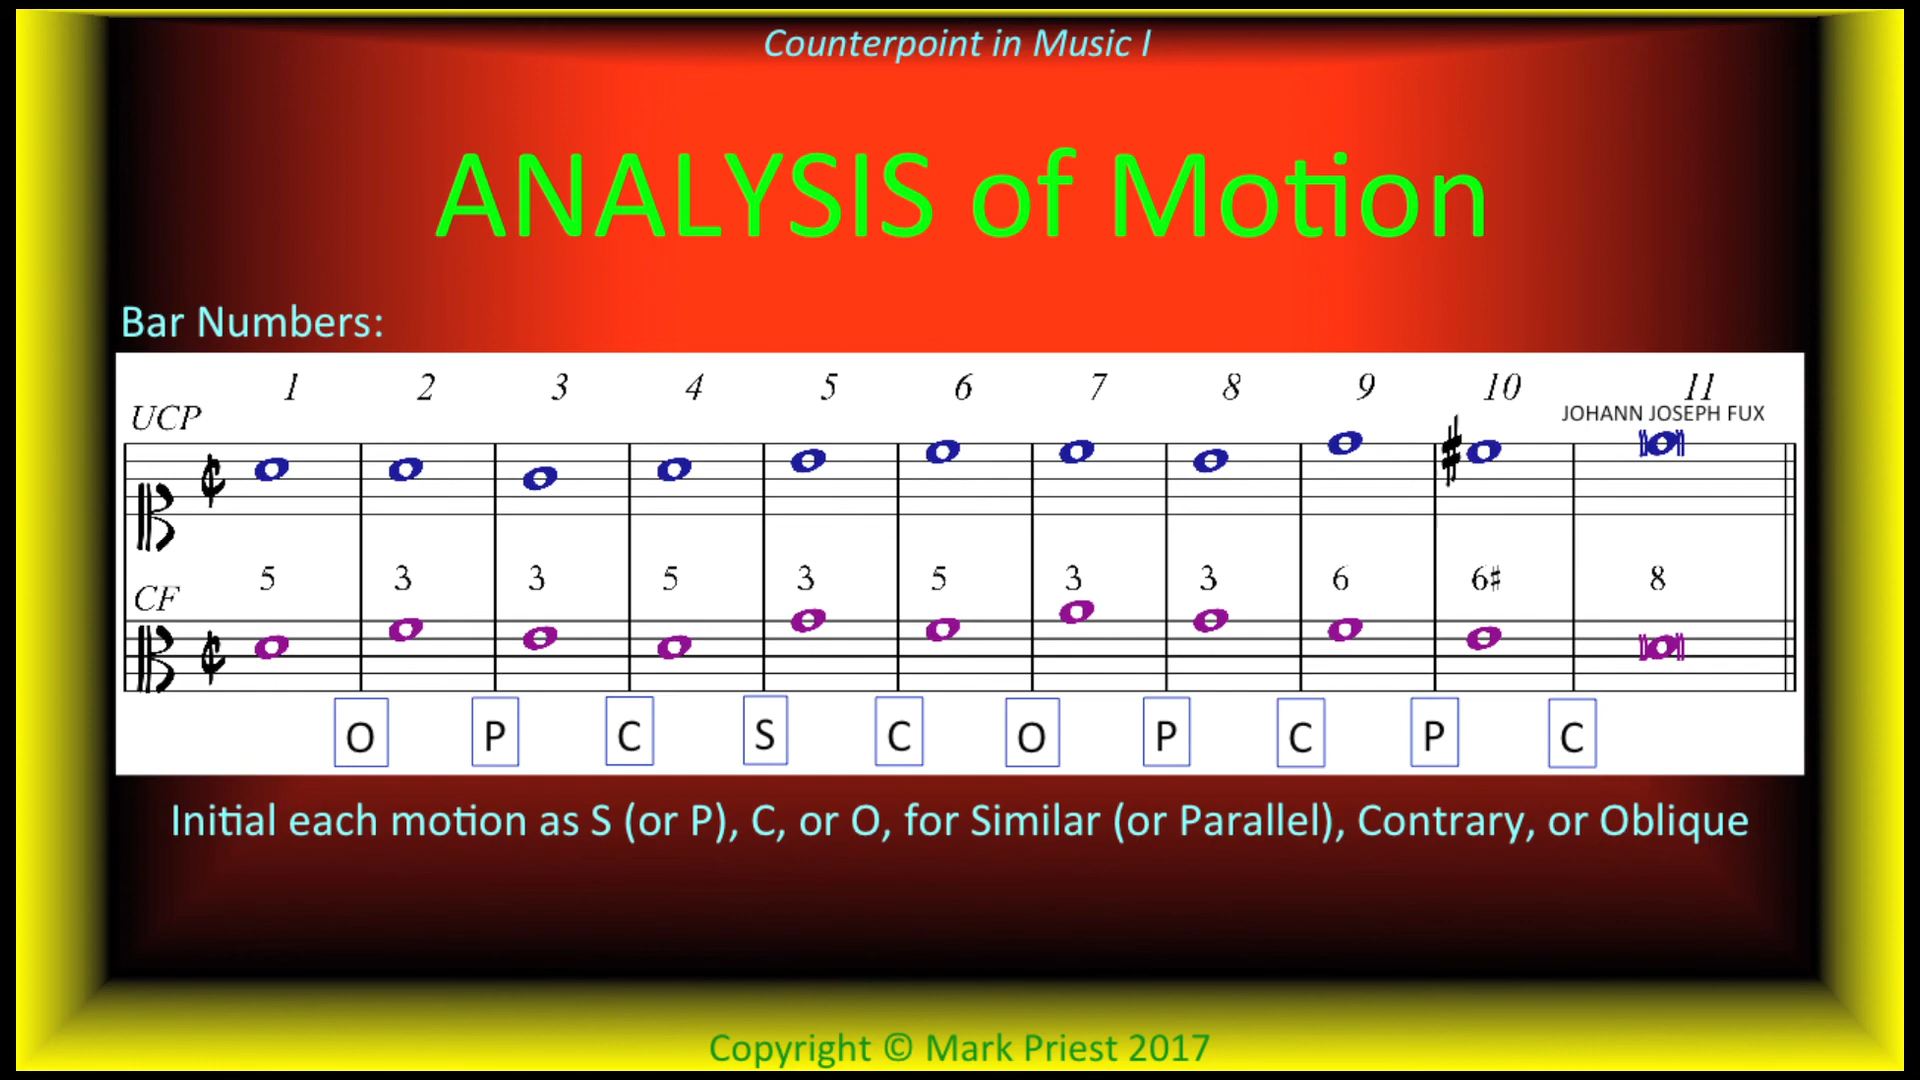 Counterpoint in Music I
ANALYSIS of Motion
Bar Numbers:
1 2 3 4 5 6 7 8 9 10 11
UCP
JOHANN JOSEPH FUX
5 3 3 5 3 5 3 3 6 6♯ 8
CF
O P C S C O P C P C
Initial each motion as S (or P), C, or O, for Similar (or Parallel), Contrary, or Oblique
Copyright © Mark Priest 2017